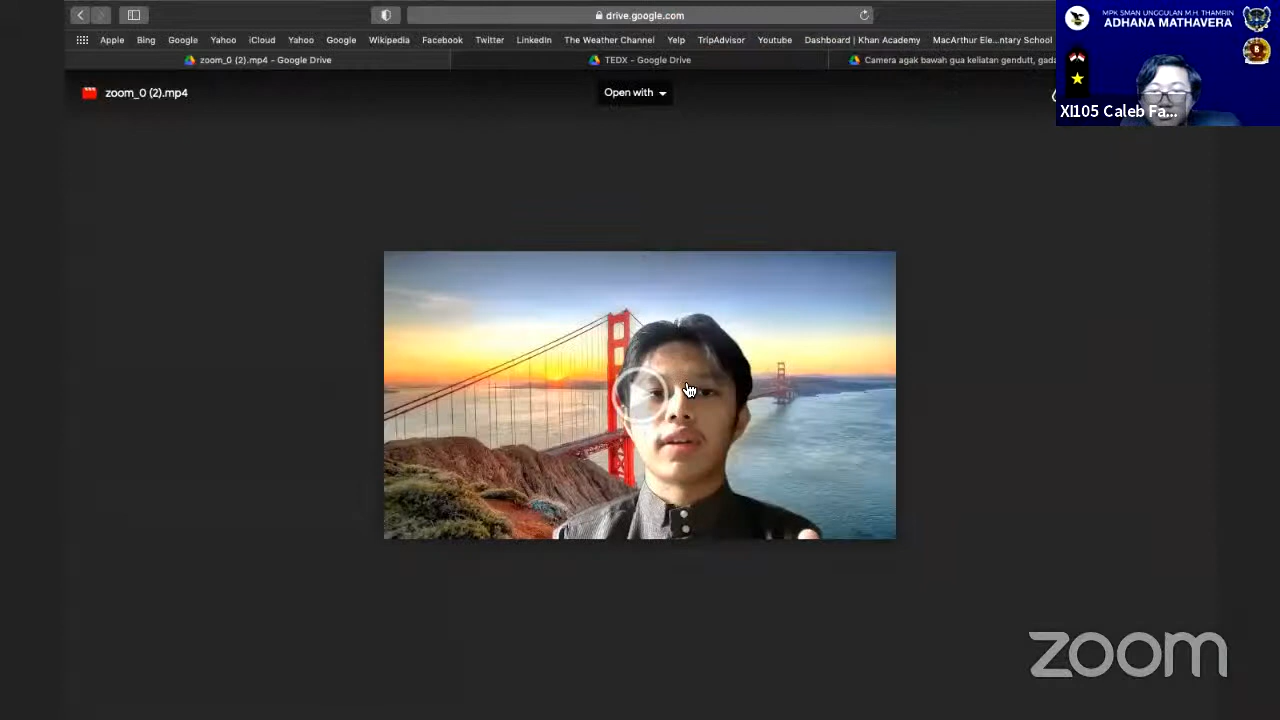 drive.google.com
Apple Bing Google Yahoo iCloud Yahoo Google Wikipedia Facebook Twitter LinkedIn The Weather Channel Yelp TripAdvisor Youtube Dashboard | Khan Academy MacArthur Ele...ntary School
zoom_0 (2).mp4 - Google Drive
TEDX - Google Drive
Camera agak bawah gua keliatan gendutt, gada
zoom_0 (2).mp4
Open with
MPK SMAN UNGGULAN M.H. THAMRIN
ADHANA MATHAVERA
XI105 Caleb Fa...
zoom